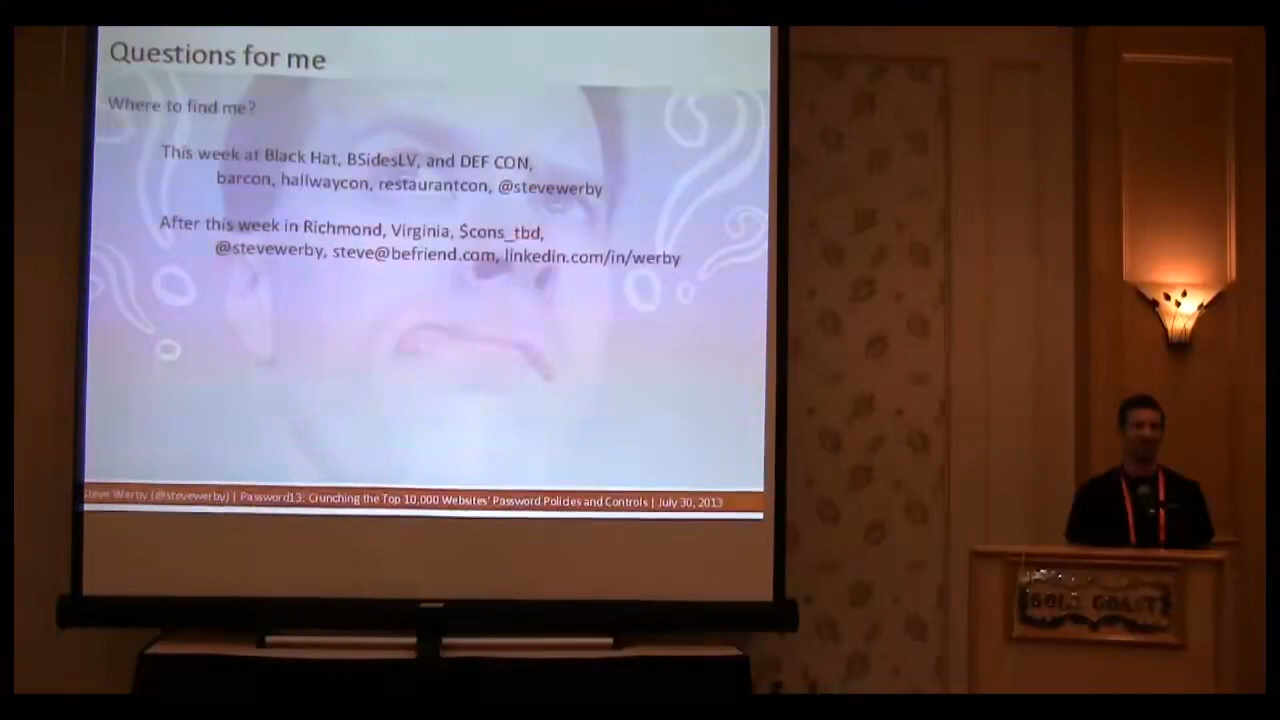 Questions for me
Where to find me?
This week at Black Hat, BSidesLV, and DEF CON,
barcon, hallwaycon, restaurantcon, @stevewerby
After this week in Richmond, Virginia, $cons_tbd,
@stevewerby, steve@befriend.com, linkedin.com/in/werby
Steve Werby (@stevewerby) | Password13: Crunching the Top 10,000 Websites' Password Policies and Controls | July 30, 2013
GOLD COAST